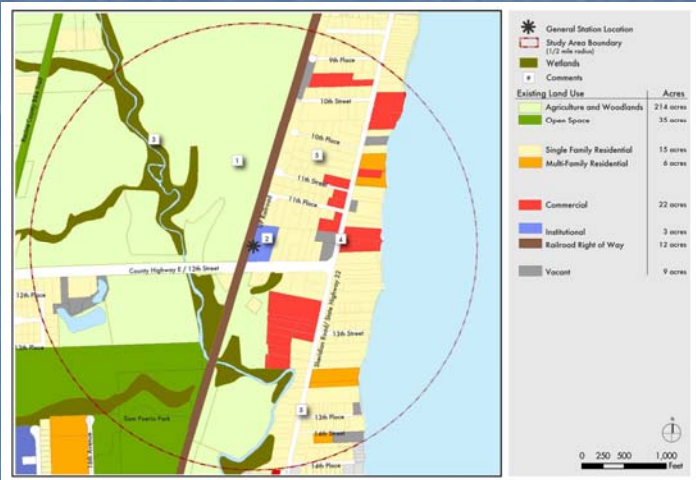 9th Place
10th Street
10th Place
11th Street
11th Place
3
1
5
2
4
County Highway E / 12th Street
Sheridan Road/ State Highway 32
12th Place
13th Street
Sam Poerio Park
5
13th Place
14th Street
14th Place
General Station Location
Study Area Boundary
(1/2 mile radius)
Wetlands
# Comments
Existing Land Use Acres
Agriculture and Woodlands 214 acres
Open Space 35 acres
Single Family Residential 15 acres
Multi-Family Residential 6 acres
Commercial 22 acres
Institutional 3 acres
Railroad Right of Way 12 acres
Vacant 9 acres
N
0 250 500 1,000
Feet